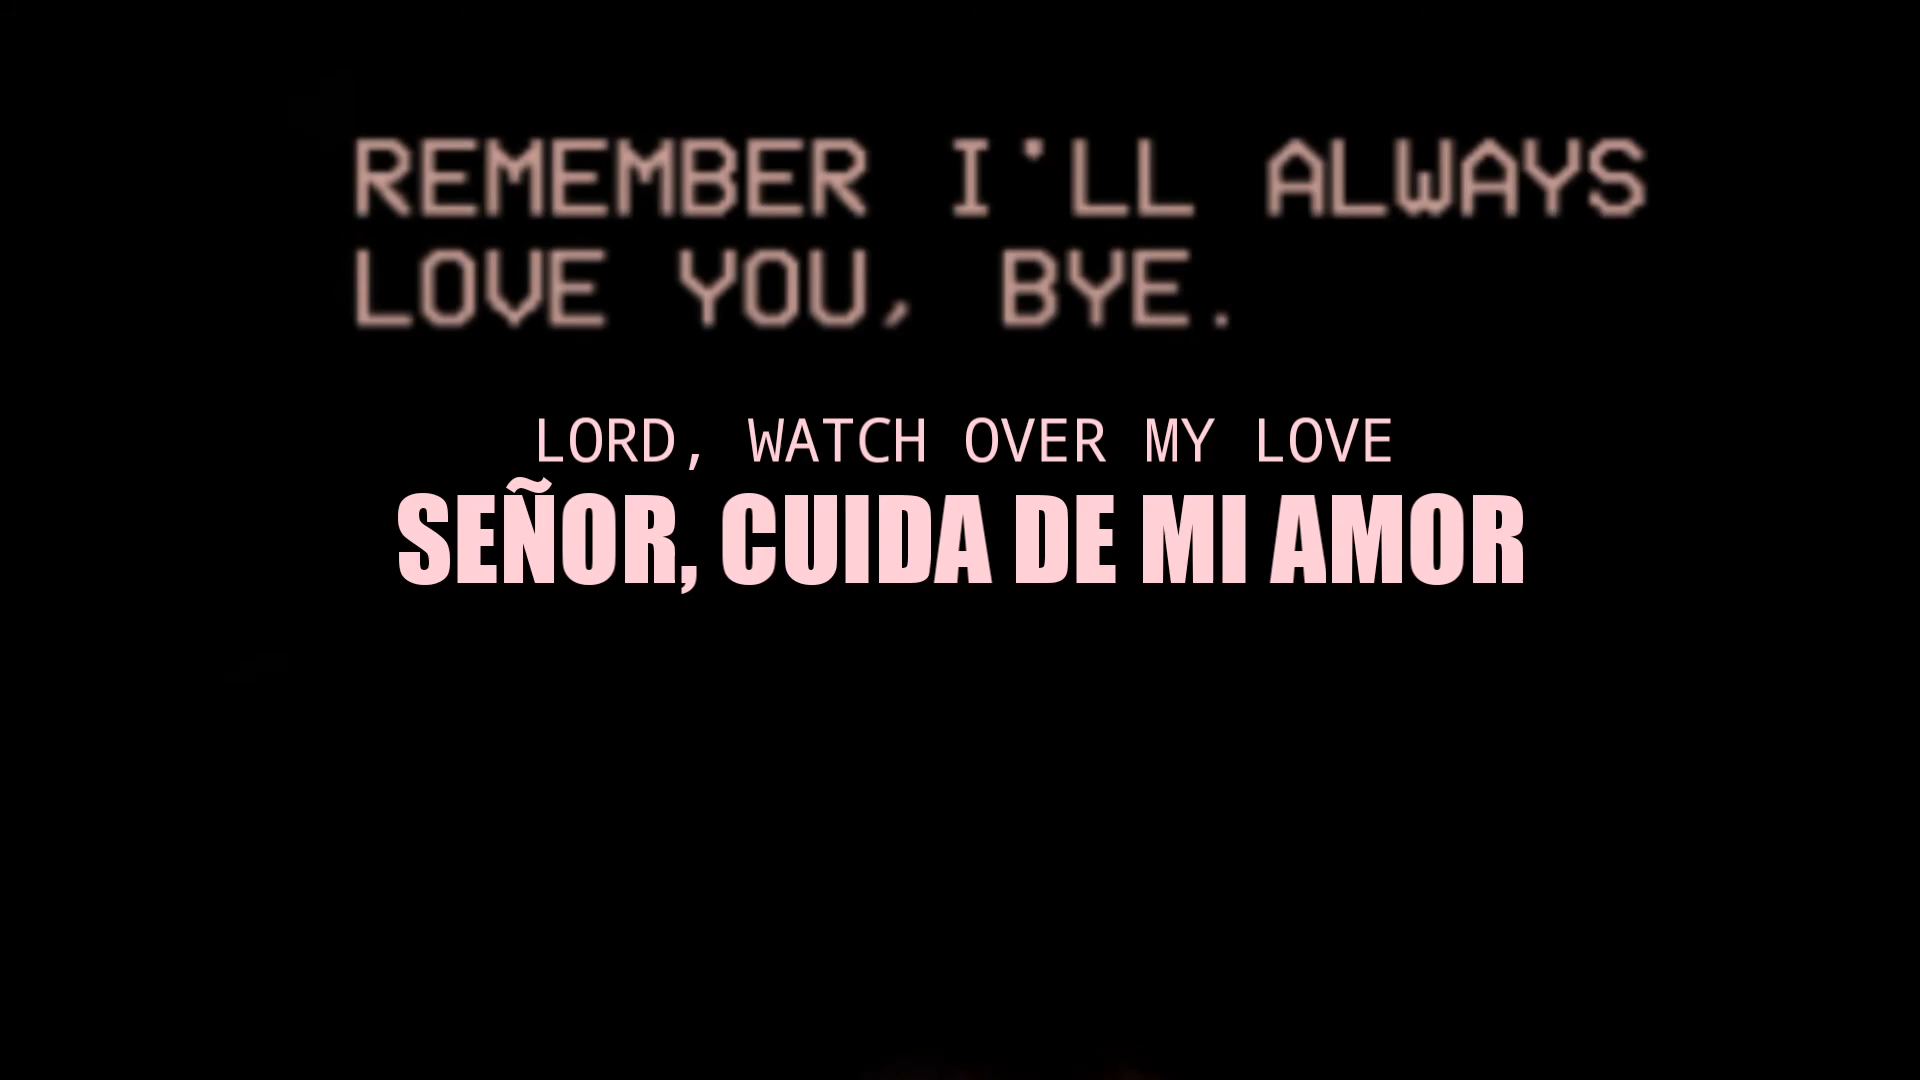 REMEMBER I'LL ALWAYS
LOVE YOU, BYE.
LORD, WATCH OVER MY LOVE
SEÑOR, CUIDA DE MI AMOR